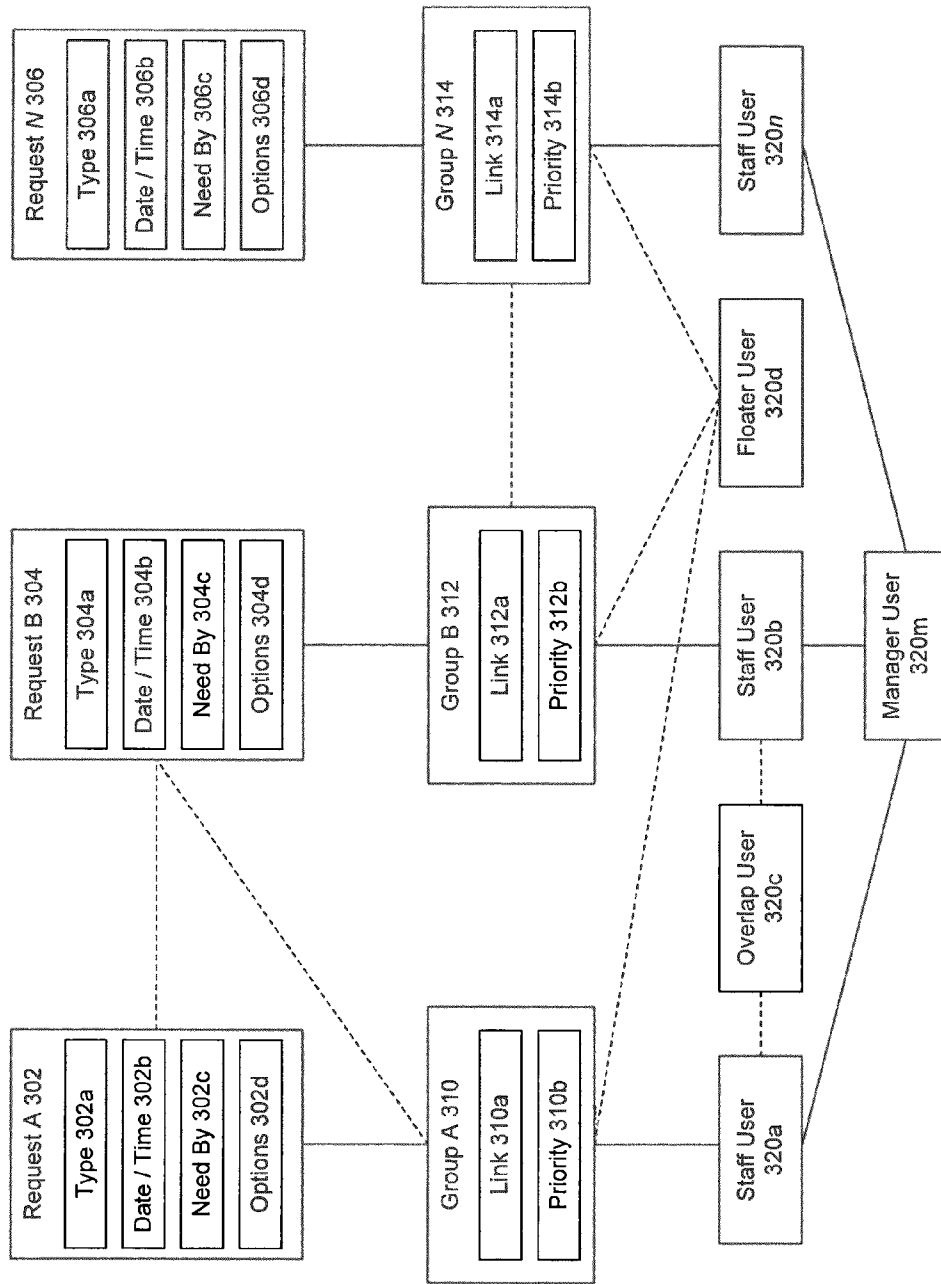 Request A 302
Type 302a
Date / Time 302b
Need By 302c
Options 302d
Request B 304
Type 304a
Date / Time 304b
Need By 304c
Options 304d
Request N 306
Type 306a
Date / Time 306b
Need By 306c
Options 306d
Group A 310
Link 310a
Priority 310b
Group B 312
Link 312a
Priority 312b
Group N 314
Link 314a
Priority 314b
Staff User
320a
Overlap User
320c
Staff User
320b
Floater User
320d
Staff User
320n
Manager User
320m